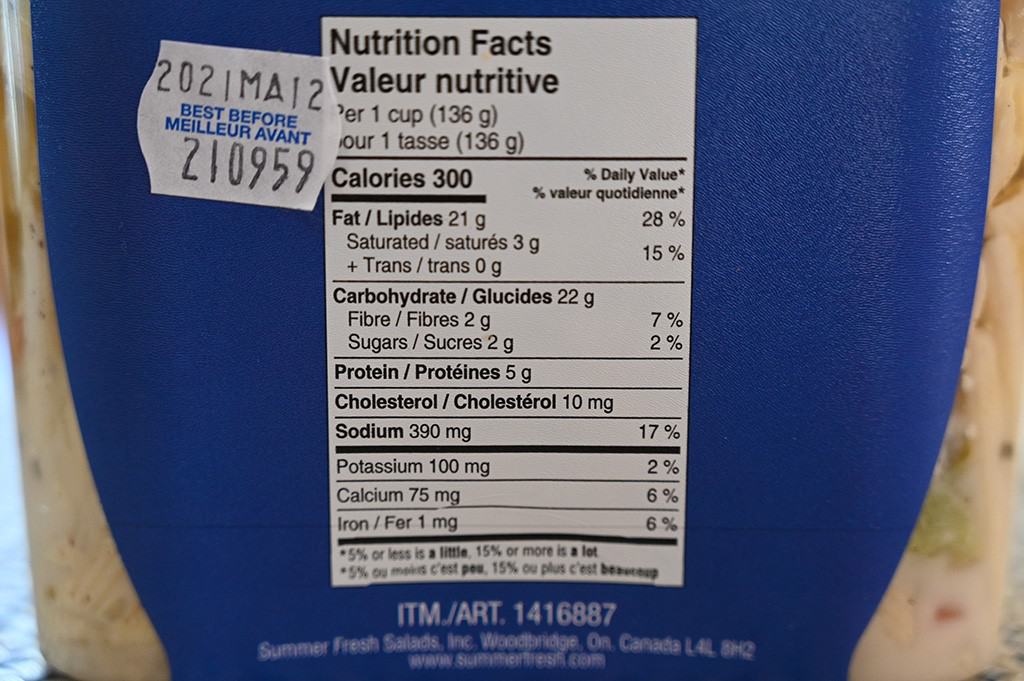 2021MA12
BEST BEFORE
MEILLEUR AVANT
210959
Nutrition Facts
Valeur nutritive
Per 1 cup (136 g)
pour 1 tasse (136 g)
Calories 300
% Daily Value*
% valeur quotidienne*
Fat / Lipides 21 g 28 %
Saturated / saturés 3 g
+ Trans / trans 0 g 15 %
Carbohydrate / Glucides 22 g
Fibre / Fibres 2 g 7 %
Sugars / Sucres 2 g 2 %
Protein / Protéines 5 g
Cholesterol / Cholestérol 10 mg
Sodium 390 mg 17 %
Potassium 100 mg 2 %
Calcium 75 mg 6 %
Iron / Fer 1 mg 6 %
*5% or less is a little, 15% or more is a lot
*5% ou moins c'est peu, 15% ou plus c'est beaucoup
ITM./ART. 1416887
Summer Fresh Salads, Inc. Woodbridge, On. Canada L4L 8H2
www.summerfresh.com